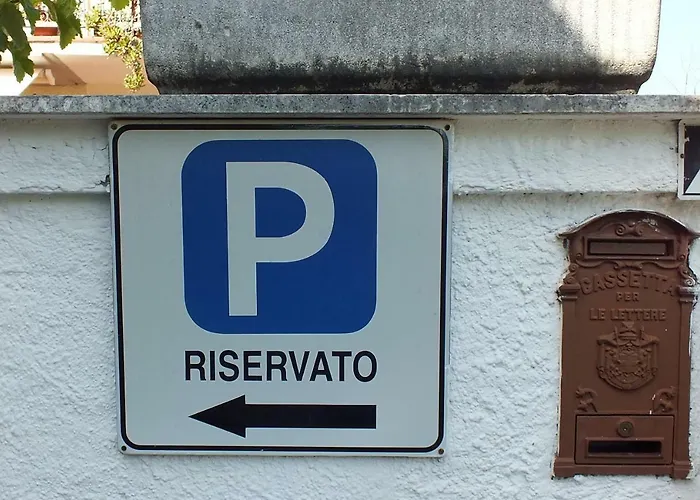 P
RISERVATO
CASSETTA
PER
LE LETTERE